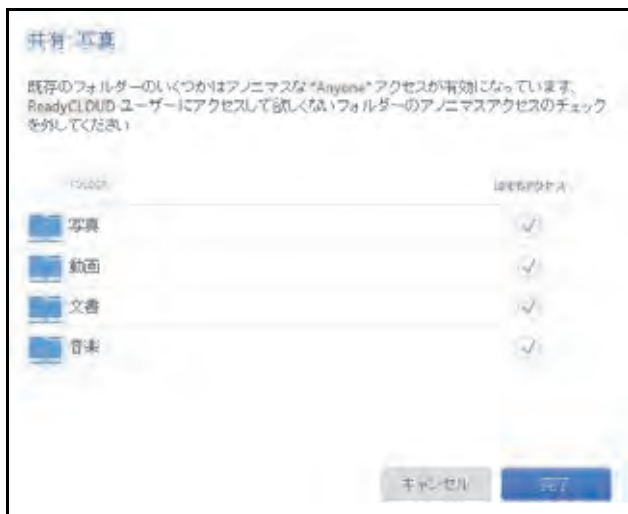 共有: 写真
既存のフォルダーのいくつかはアノニマスな "Anyone" アクセスが有効になっています。
ReadyCLOUD ユーザーにアクセスして欲しくないフォルダーのアノニマスアクセスのチェック
を外してください
写真
動画
文書
音楽
キャンセル
完了